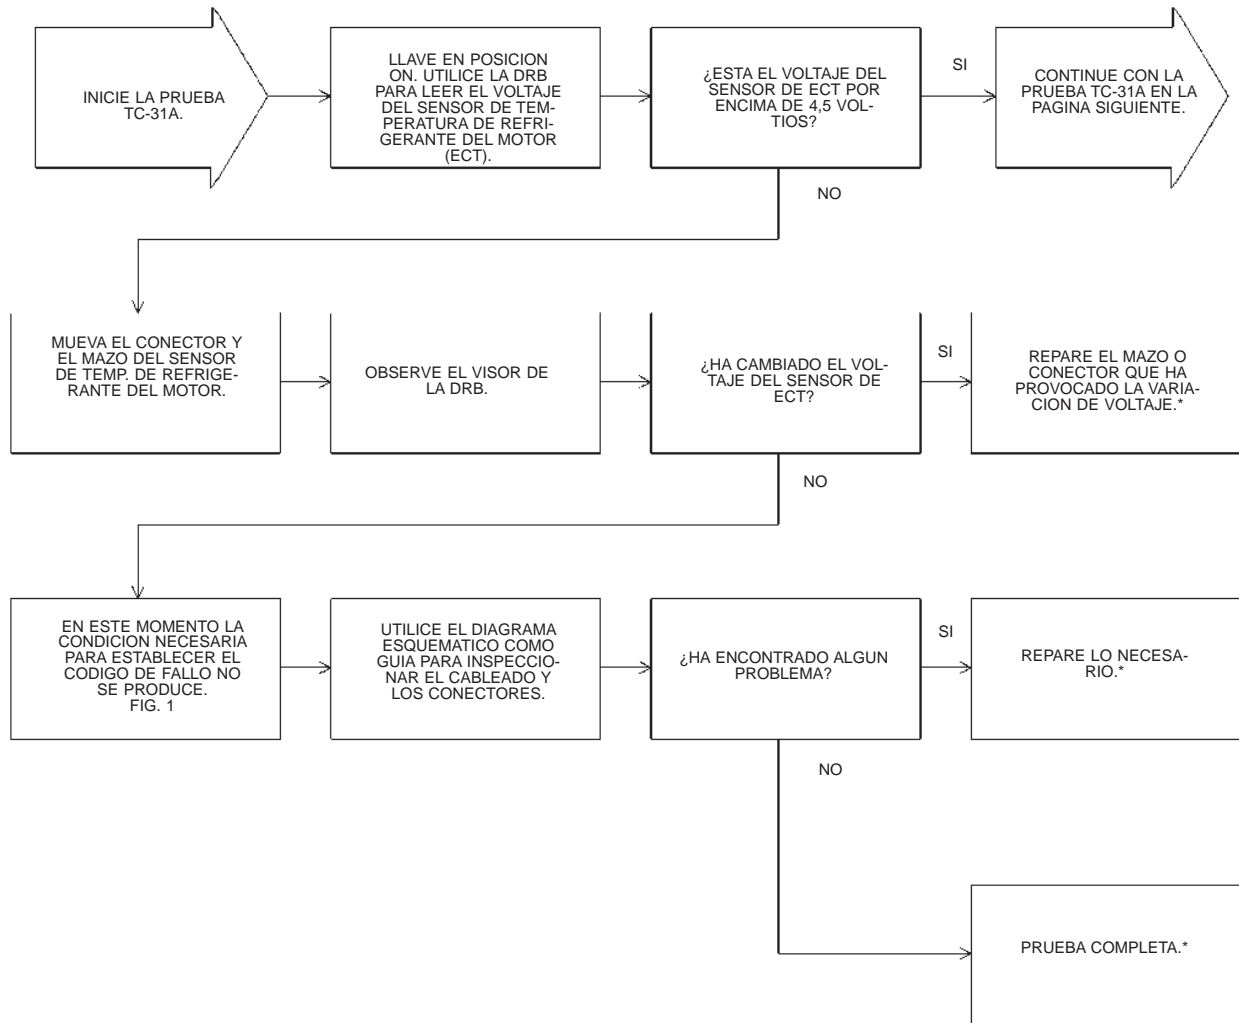 INICIE LA PRUEBA
TC-31A.
LLAVE EN POSICION
ON. UTILICE LA DRB
PARA LEER EL VOLTAJE
DEL SENSOR DE TEM-
PERATURA DE REFRI-
GERANTE DEL MOTOR
(ECT).
¿ESTA EL VOLTAJE DEL
SENSOR DE ECT POR
ENCIMA DE 4,5 VOL-
TIOS?
SI
CONTINUE CON LA
PRUEBA TC-31A EN LA
PAGINA SIGUIENTE.
NO
MUEVA EL CONECTOR Y
EL MAZO DEL SENSOR
DE TEMP. DE REFRIGE-
RANTE DEL MOTOR.
OBSERVE EL VISOR DE
LA DRB.
¿HA CAMBIADO EL VOL-
TAJE DEL SENSOR DE
ECT?
SI
REPARE EL MAZO O
CONECTOR QUE HA
PROVOCADO LA VARIA-
CION DE VOLTAJE.*
NO
EN ESTE MOMENTO LA
CONDICION NECESARIA
PARA ESTABLECER EL
CODIGO DE FALLO NO
SE PRODUCE.
FIG. 1
UTILICE EL DIAGRAMA
ESQUEMATICO COMO
GUIA PARA INSPECCIO-
NAR EL CABLEADO Y
LOS CONECTORES.
¿HA ENCONTRADO ALGUN
PROBLEMA?
SI
REPARE LO NECESA-
RIO.*
NO
PRUEBA COMPLETA.*